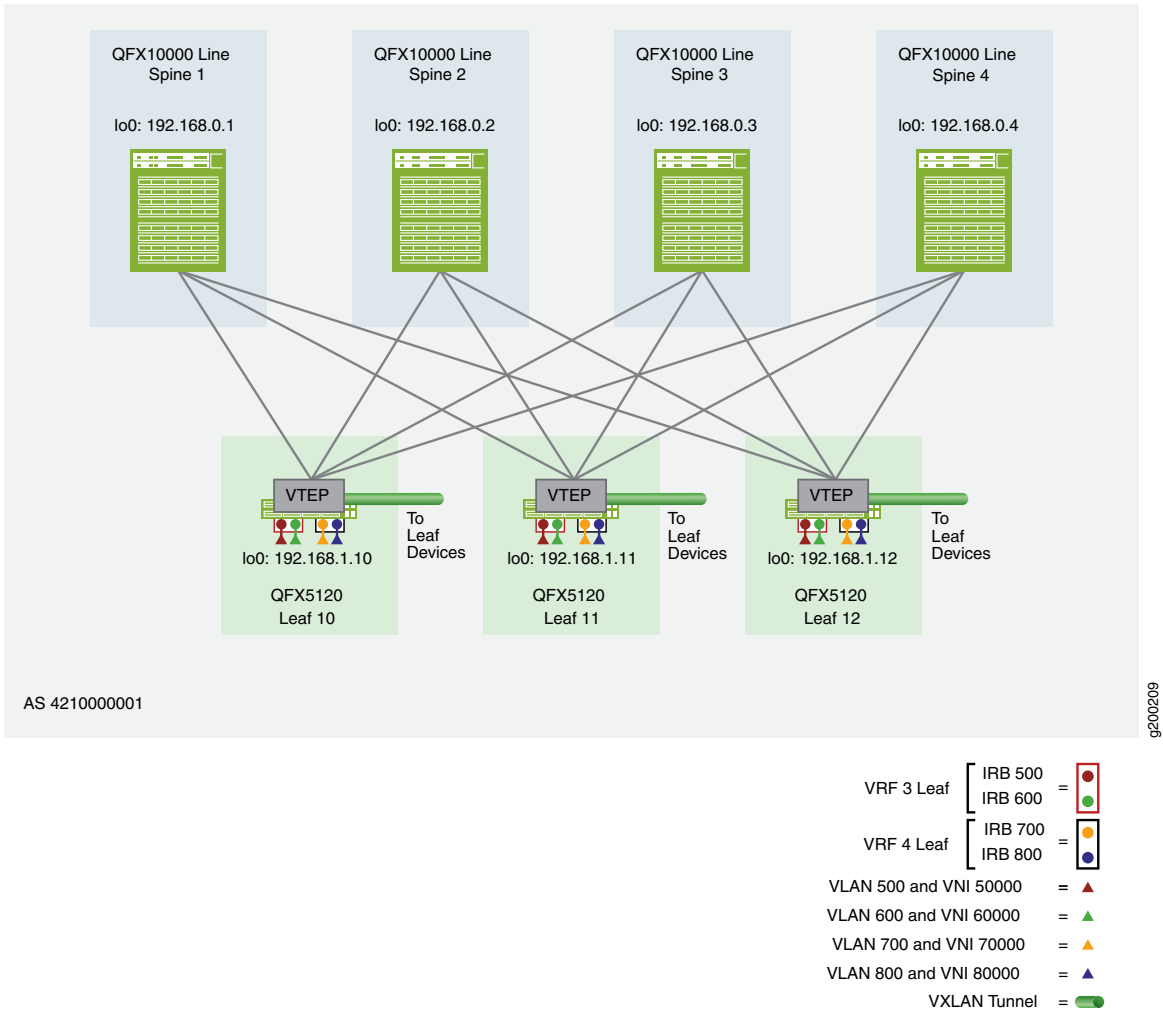 QFX10000 Line
Spine 1
lo0: 192.168.0.1
QFX10000 Line
Spine 2
lo0: 192.168.0.2
QFX10000 Line
Spine 3
lo0: 192.168.0.3
QFX10000 Line
Spine 4
lo0: 192.168.0.4
VTEP
To
Leaf
Devices
lo0: 192.168.1.10
QFX5120
Leaf 10
VTEP
To
Leaf
Devices
lo0: 192.168.1.11
QFX5120
Leaf 11
VTEP
To
Leaf
Devices
lo0: 192.168.1.12
QFX5120
Leaf 12
AS 4210000001
g200209
VRF 3 Leaf
IRB 500
IRB 600
=
VRF 4 Leaf
IRB 700
IRB 800
=
VLAN 500 and VNI 50000 =
VLAN 600 and VNI 60000 =
VLAN 700 and VNI 70000 =
VLAN 800 and VNI 80000 =
VXLAN Tunnel =